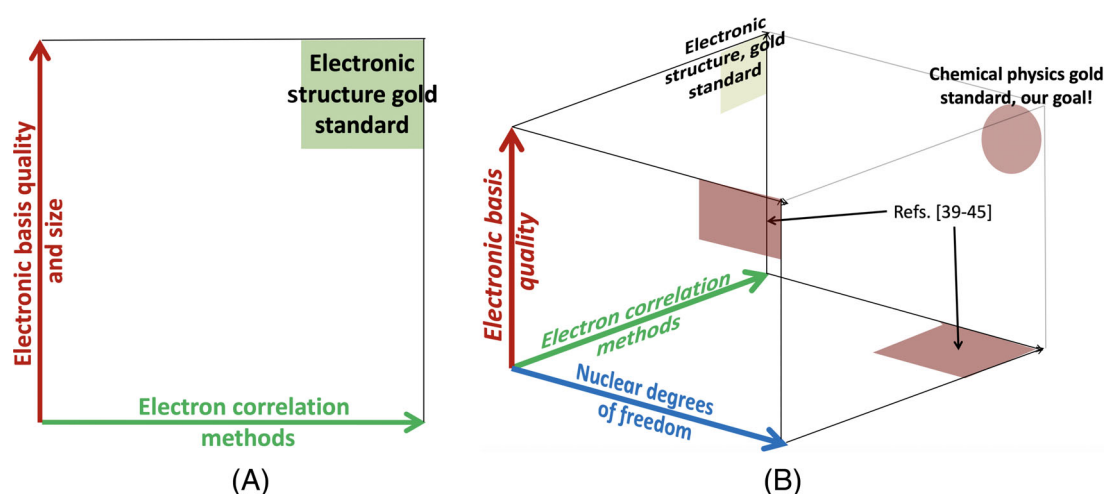 Electronic basis quality
and size
Electronic
structure gold
standard
Electron correlation
methods
(A)
Electronic
structure, gold
standard
Chemical physics gold
standard, our goal!
Electronic basis
quality
Refs. [39-45]
Electron correlation
methods
Nuclear degrees
of freedom
(B)